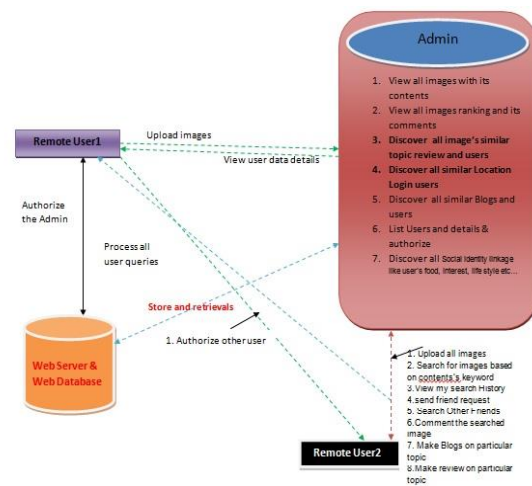 Admin
1. View all images with its
contents
2. View all images ranking and its
comments
3. Discover all image's similar
topic review and users
4. Discover all similar Location
Login users
5. Discover all similar Blogs and
users
6. List Users and details &
authorize
7. Discover all Social Identity linkage
like user's food, interest, life style etc...
Remote User1
Upload images
View user data details
Authorize
the Admin
Process all
user queries
Store and retrievals
1. Authorize other user
Web Server &
Web Database
1. Upload all images
2. Search for images based
on contents's keyword
3.View my search History
4.send friend request
5. Search Other Friends
6.Comment the searched
image
7. Make Blogs on particular
topic
8.Make review on particular
topic
Remote User2